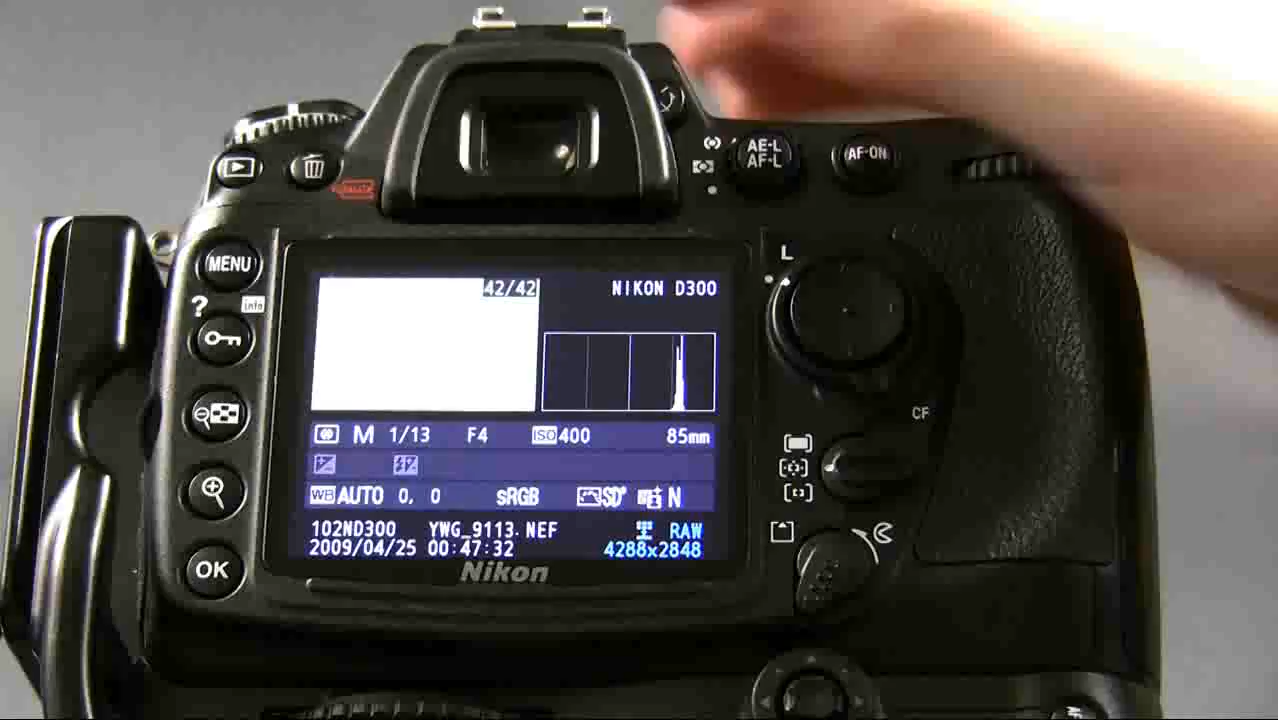 AE-L
AF-L
AF-ON
MENU
L
?
info
42/42
NIKON D300
M 1/13 F4 ISO 400 85mm
WB AUTO 0, 0 sRGB SD N
102ND300 YWG_9113.NEF RAW
2009/04/25 00:47:32 4288x2848
CF
OK
Nikon